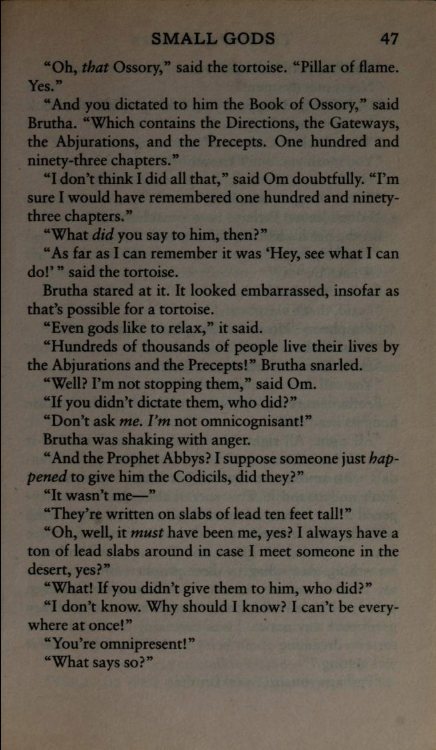 SMALL GODS 47
“Oh, that Ossory,” said the tortoise. “Pillar of flame.
Yes.”
“And you dictated to him the Book of Ossory,” said
Brutha. “Which contains the Directions, the Gateways,
the Abjurations, and the Precepts. One hundred and
ninety-three chapters.”
“I don’t think I did all that,” said Om doubtfully. “I’m
sure I would have remembered one hundred and ninety-
three chapters.”
“What did you say to him, then?”
“As far as I can remember it was ‘Hey, see what I can
do!’ ” said the tortoise.
Brutha stared at it. It looked embarrassed, insofar as
that’s possible for a tortoise.
“Even gods like to relax,” it said.
“Hundreds of thousands of people live their lives by
the Abjurations and the Precepts!” Brutha snarled.
“Well? I’m not stopping them,” said Om.
“If you didn’t dictate them, who did?”
“Don’t ask me. I’m not omnicognisant!”
Brutha was shaking with anger.
“And the Prophet Abbys? I suppose someone just hap-
pened to give him the Codicils, did they?”
“It wasn’t me—”
“They’re written on slabs of lead ten feet tall!”
“Oh, well, it must have been me, yes? I always have a
ton of lead slabs around in case I meet someone in the
desert, yes?”
“What! If you didn’t give them to him, who did?”
“I don’t know. Why should I know? I can’t be every-
where at once!”
“You’re omnipresent!”
“What says so?”